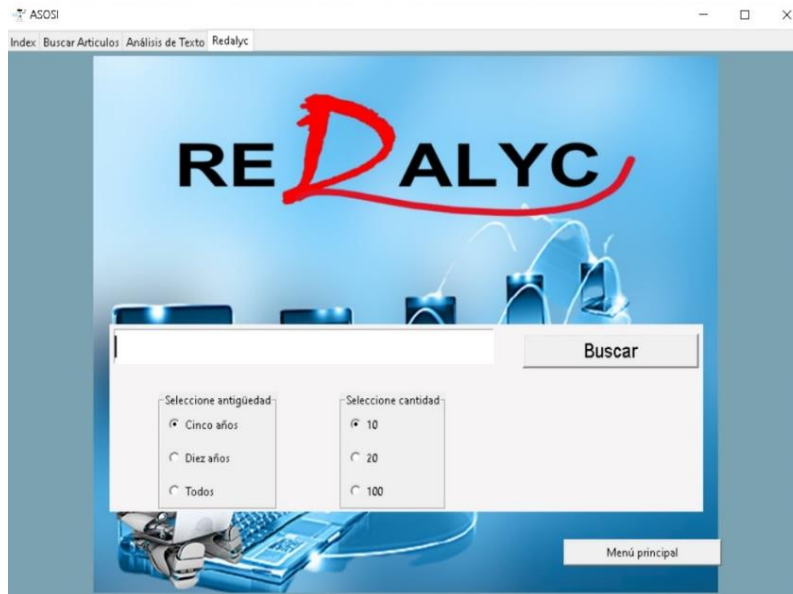 ASOSI
Index Buscar Articulos Análisis de Texto Redalyc
REDALYC
Buscar
Seleccione antigüedad
Cinco años
Diez años
Todos
Seleccione cantidad
10
20
100
Menú principal